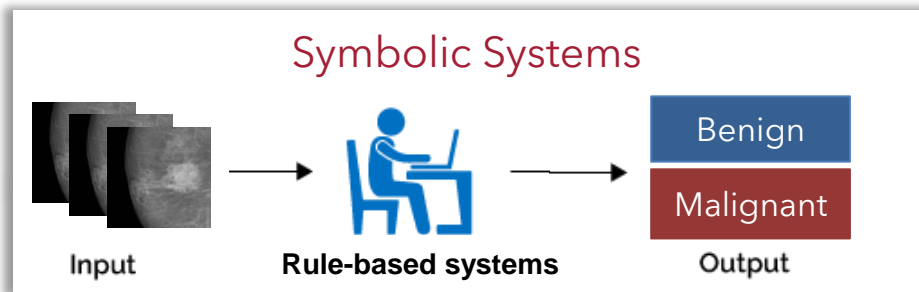 Symbolic Systems
Benign
Malignant
Input
Rule-based systems
Output